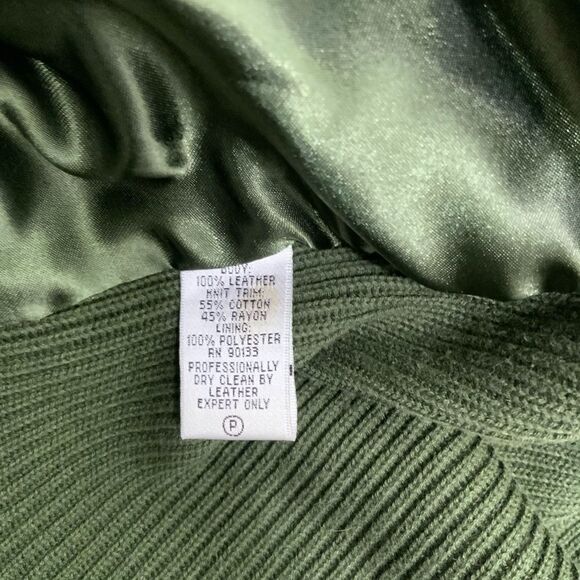 BODY:
100% LEATHER
KNIT TRIM:
55% COTTON
45% RAYON
LINING:
100% POLYESTER
RN 90133
PROFESSIONALLY
DRY CLEAN BY
LEATHER
EXPERT ONLY
P